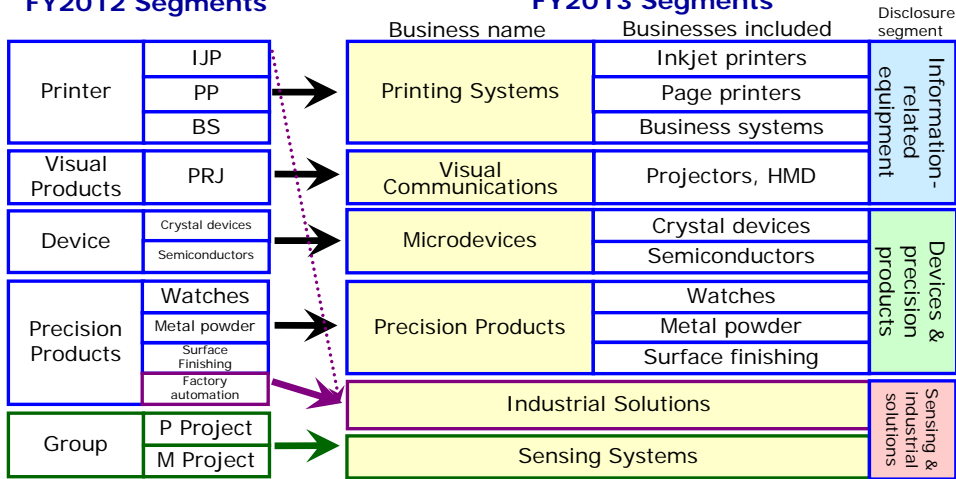 FY2012 Segments
FY2013 Segments
Business name
Businesses included
Disclosure
segment
Printer
IJP
PP
BS
Printing Systems
Inkjet printers
Page printers
Business systems
Information-
related
equipment
Visual
Products
PRJ
Visual
Communications
Projectors, HMD
Device
Crystal devices
Semiconductors
Microdevices
Crystal devices
Semiconductors
Devices &
precision
products
Precision
Products
Watches
Metal powder
Surface
Finishing
Factory
automation
Precision Products
Watches
Metal powder
Surface finishing
Industrial Solutions
Sensing &
industrial
solutions
Group
P Project
M Project
Sensing Systems